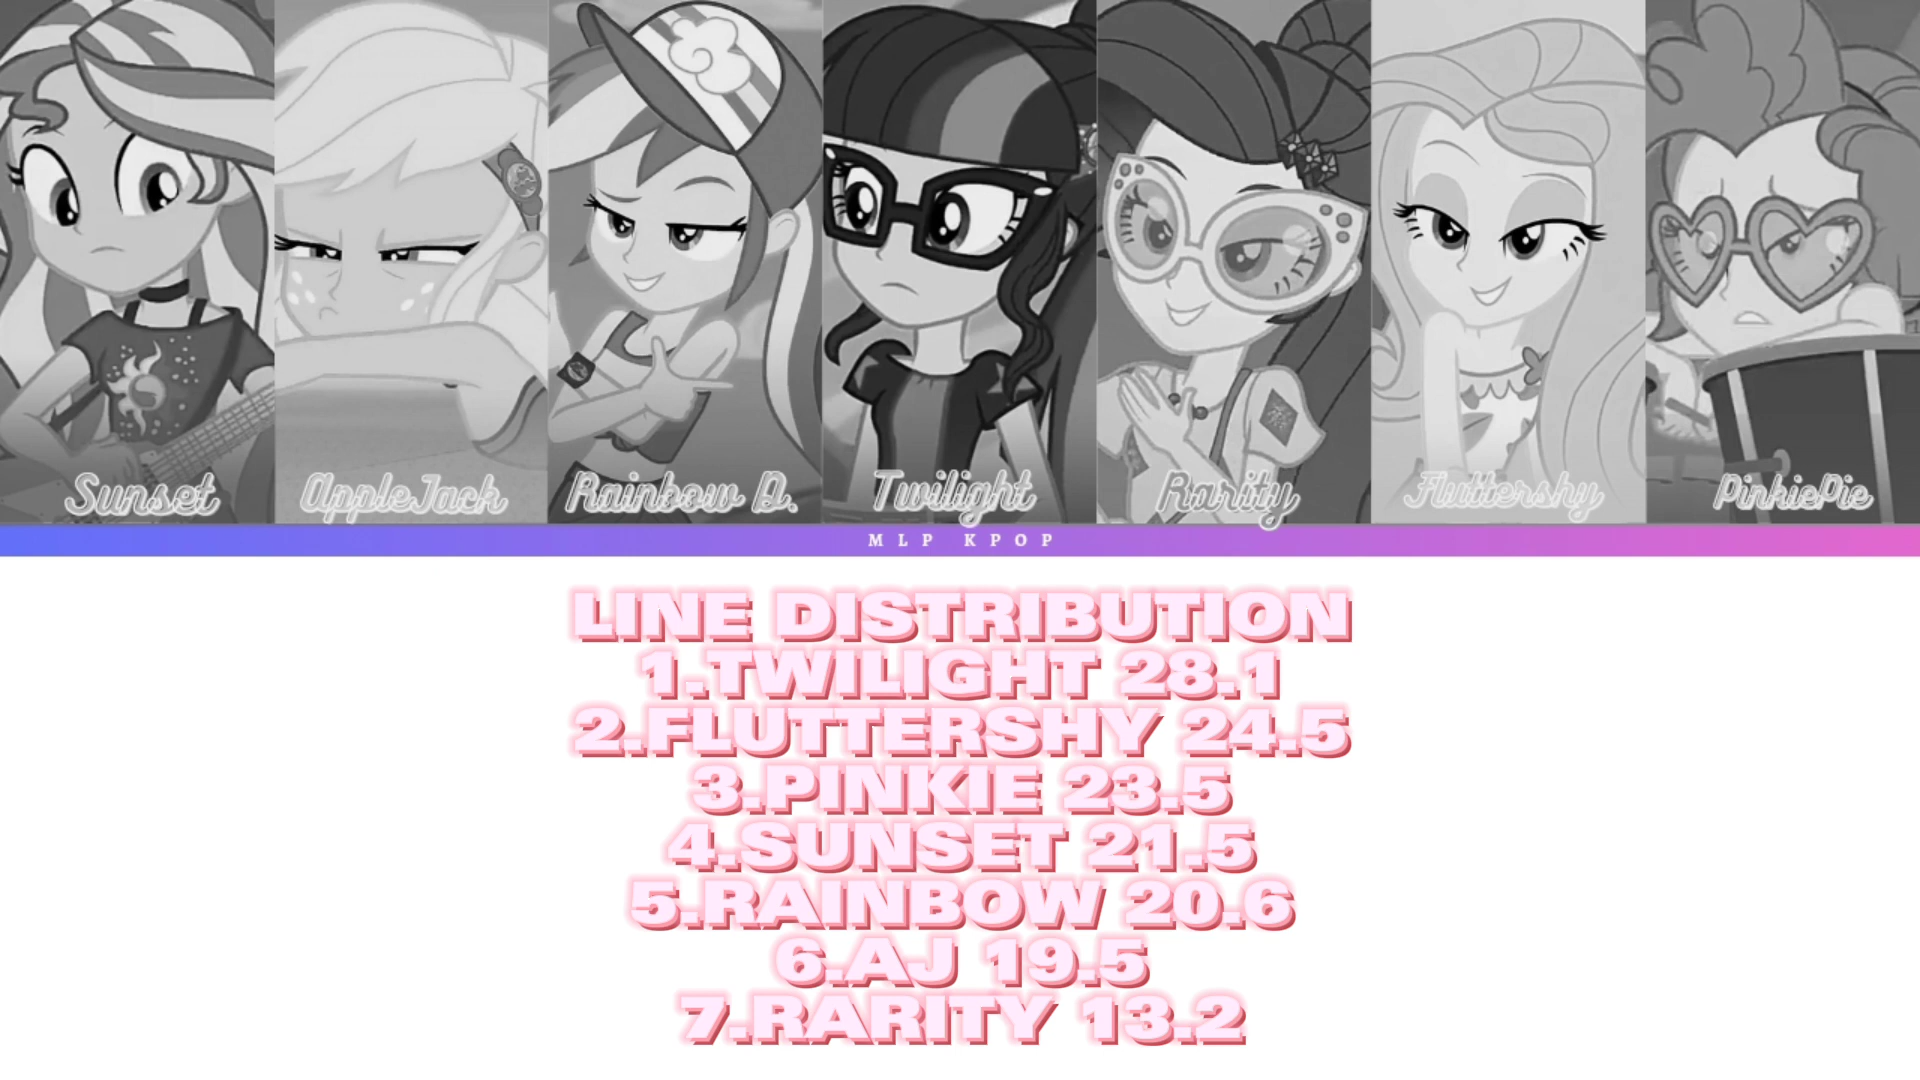 Sunset
AppleJack
Rainbow D.
Twilight
Rarity
Fluttershy
PinkiePie
MLP KPOP
LINE DISTRIBUTION
1.TWILIGHT 28.1
2.FLUTTERSHY 24.5
3.PINKIE 23.5
4.SUNSET 21.5
5.RAINBOW 20.6
6.AJ 19.5
7.RARITY 13.2